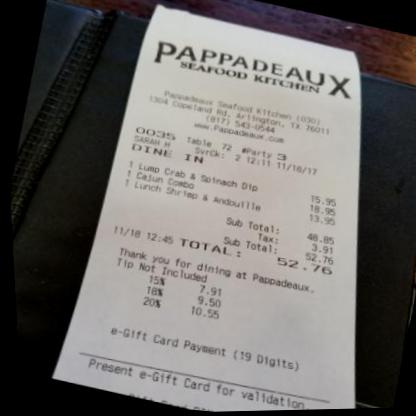 PAPPADEAUX
SEAFOOD KITCHEN
Pappadeaux Seafood Kitchen (030)
1304 Copeland Rd, Arlington, TX 76011
(817) 543-0544
www.Pappadeaux.com
0035 Table 72 #Party 3
SARAH H SvrCk: 2 12:11 11/18/17
DINE IN
1 Lump Crab & Spinach Dip 15.95
1 Cajun Combo 18.95
1 Lunch Shrimp & Andouille 13.95
Sub Total: 48.85
Tax: 3.91
Sub Total: 52.76
11/18 12:45 TOTAL: 52.76
Thank you for dining at Pappadeaux.
Tip Not Included
15% 7.91
18% 9.50
20% 10.55
e-Gift Card Payment (19 Digits)
Present e-Gift Card for validation